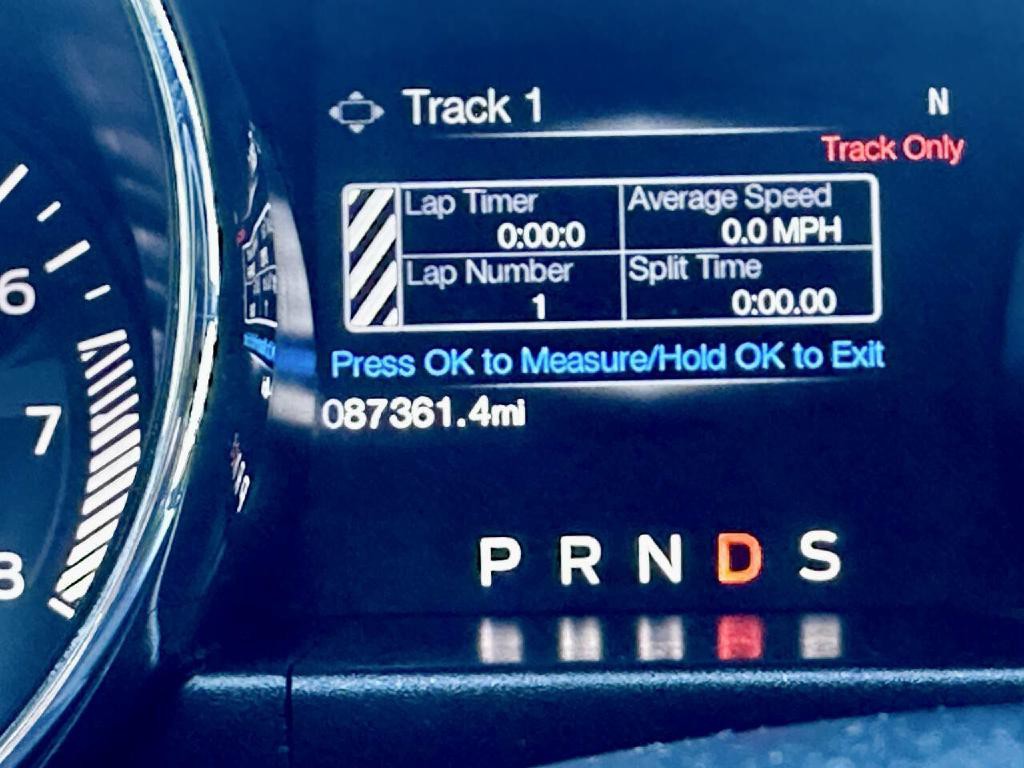 Track 1
N
Track Only
Lap Timer
0:00:0
Average Speed
0.0 MPH
Lap Number
1
Split Time
0:00.00
Press OK to Measure/Hold OK to Exit
087361.4mi
6
7
8
P R N D S